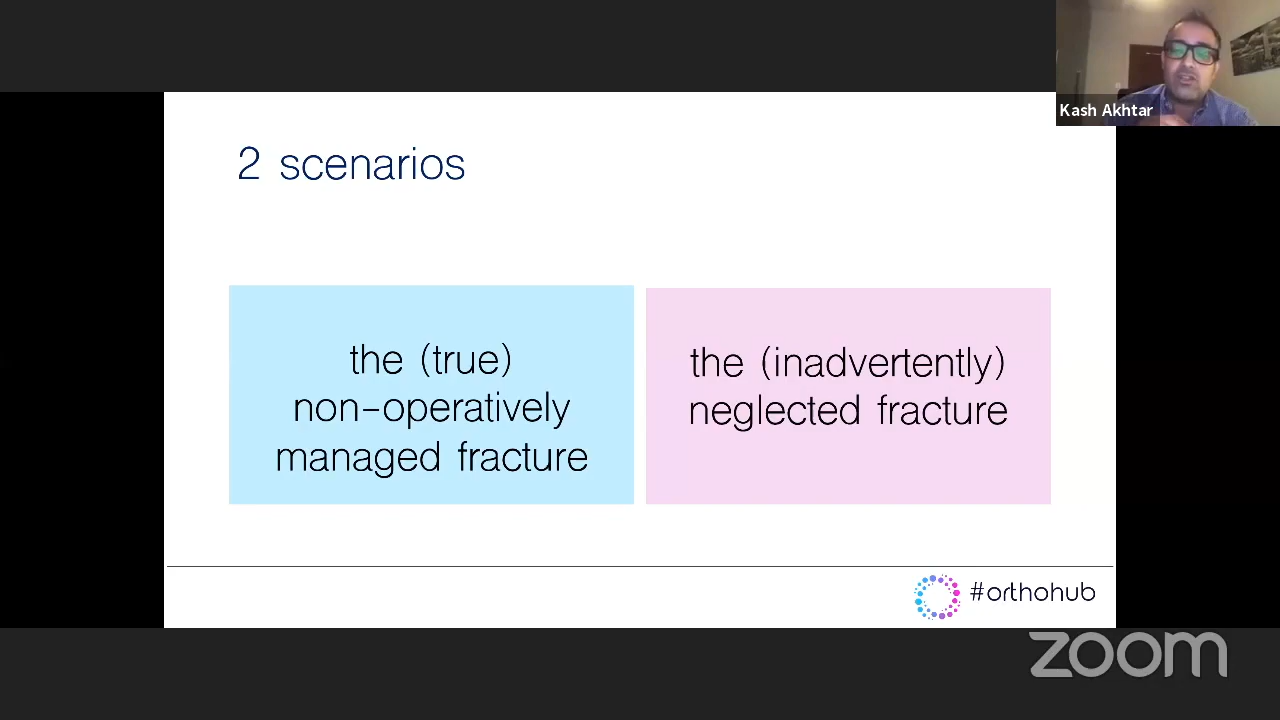 Kash Akhtar
2 scenarios
the (true)
non-operatively
managed fracture
the (inadvertently)
neglected fracture
#orthohub
zoom